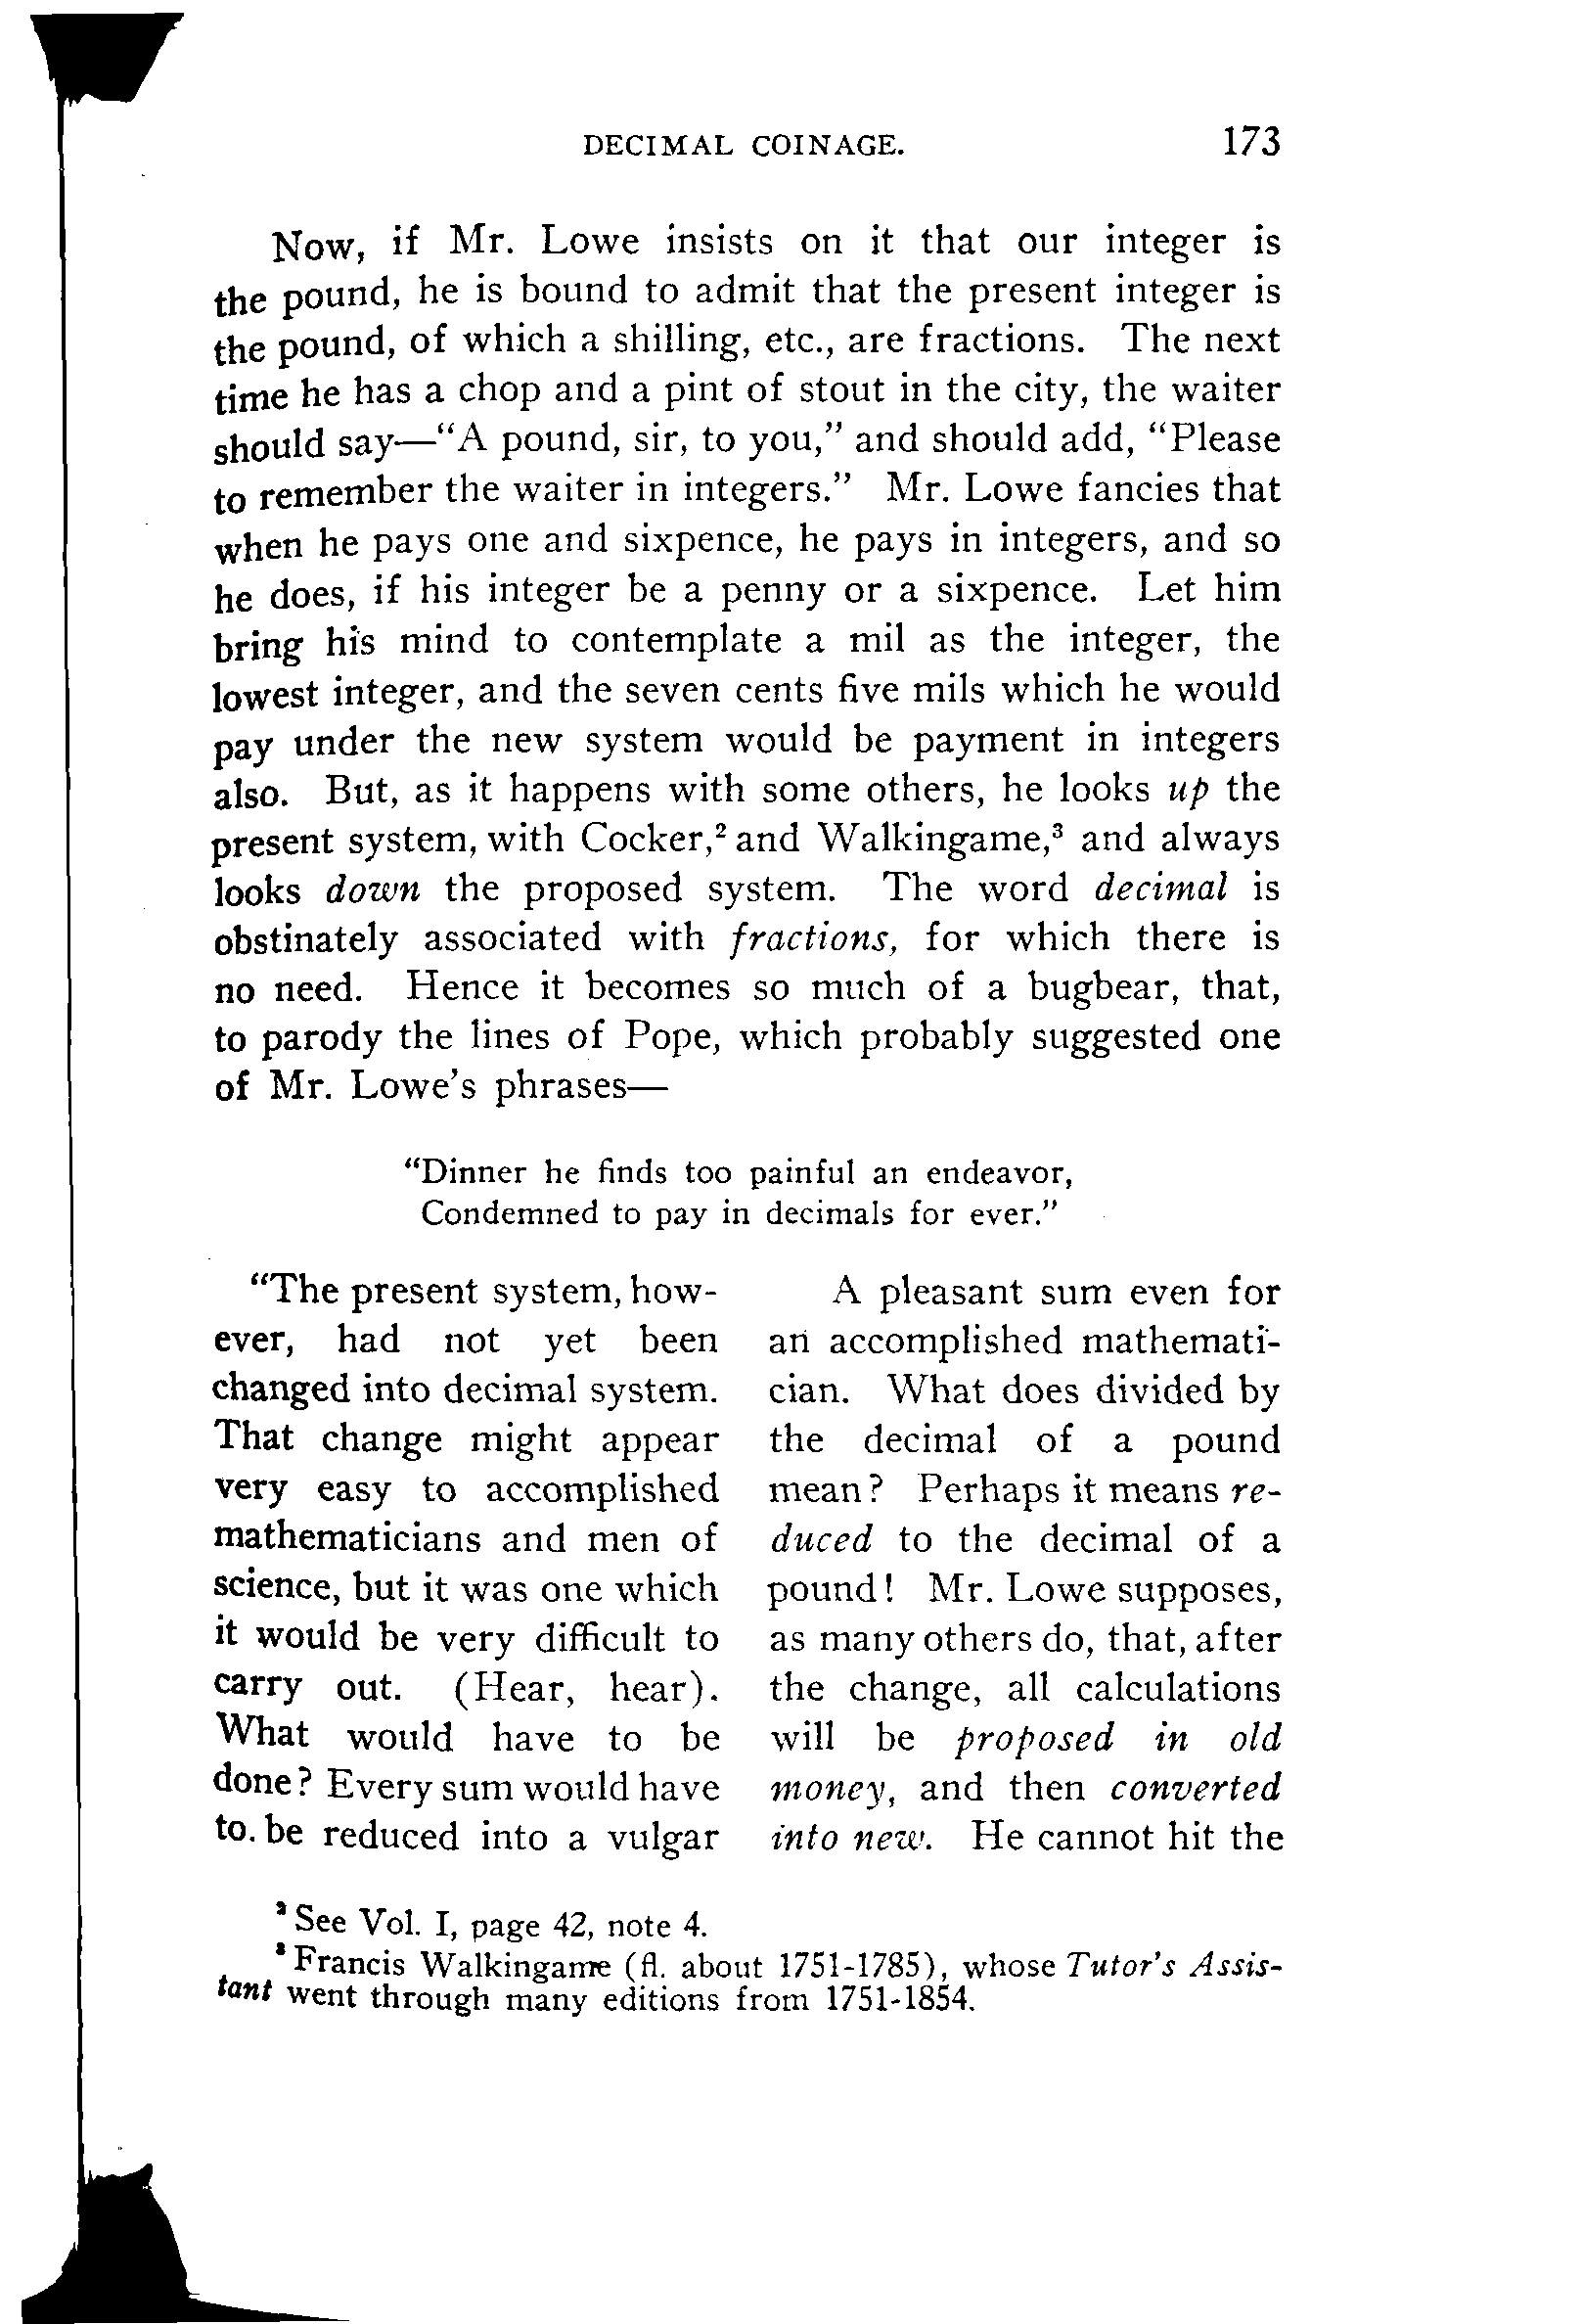 DECIMAL COINAGE. 173
Now, if Mr. Lowe insists on it that our integer is
the pound, he is bound to admit that the present integer is
the pound, of which a shilling, etc., are fractions. The next
time he has a chop and a pint of stout in the city, the waiter
should say—“A pound, sir, to you,” and should add, “Please
to remember the waiter in integers.” Mr. Lowe fancies that
when he pays one and sixpence, he pays in integers, and so
he does, if his integer be a penny or a sixpence. Let him
bring his mind to contemplate a mil as the integer, the
lowest integer, and the seven cents five mils which he would
pay under the new system would be payment in integers
also. But, as it happens with some others, he looks up the
present system, with Cocker,² and Walkingame,³ and always
looks down the proposed system. The word decimal is
obstinately associated with fractions, for which there is
no need. Hence it becomes so much of a bugbear, that,
to parody the lines of Pope, which probably suggested one
of Mr. Lowe’s phrases—
“Dinner he finds too painful an endeavor,
Condemned to pay in decimals for ever.”
“The present system, how-
ever, had not yet been
changed into decimal system.
That change might appear
very easy to accomplished
mathematicians and men of
science, but it was one which
it would be very difficult to
carry out. (Hear, hear).
What would have to be
done? Every sum would have
to be reduced into a vulgar
A pleasant sum even for
an accomplished mathemati-
cian. What does divided by
the decimal of a pound
mean? Perhaps it means re-
duced to the decimal of a
pound! Mr. Lowe supposes,
as many others do, that, after
the change, all calculations
will be proposed in old
money, and then converted
into new. He cannot hit the
² See Vol. I, page 42, note 4.
³ Francis Walkingame (fl. about 1751-1785), whose Tutor’s Assis-
tant went through many editions from 1751-1854.